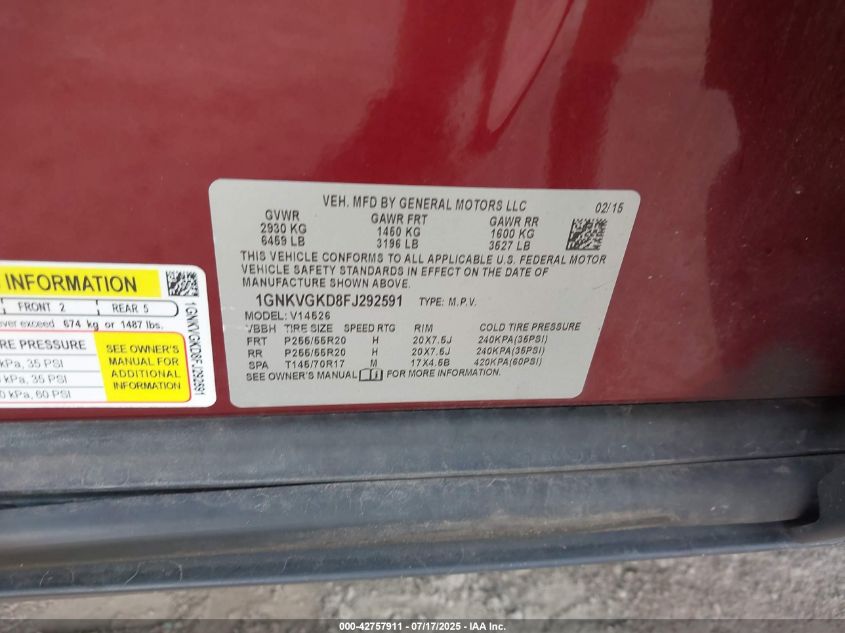 VEH. MFD BY GENERAL MOTORS LLC
02/15
GVWR GAWR FRT GAWR RR
2930 KG 1450 KG 1600 KG
6459 LB 3196 LB 3527 LB
THIS VEHICLE CONFORMS TO ALL APPLICABLE U.S. FEDERAL MOTOR
VEHICLE SAFETY STANDARDS IN EFFECT ON THE DATE OF
MANUFACTURE SHOWN ABOVE.
1GNKVGKD8FJ292591 TYPE: M.P.V.
MODEL: V14526
VBBH TIRE SIZE SPEED RTG RIM COLD TIRE PRESSURE
FRT P255/55R20 H 20X7.5J 240KPA(35PSI)
RR P255/55R20 H 20X7.5J 240KPA(35PSI)
SPA T145/70R17 M 17X4.5B 420KPA(60PSI)
SEE OWNER'S MANUAL FOR MORE INFORMATION.
INFORMATION
FRONT 2 REAR 5
ever exceed 674 kg or 1487 lbs.
RE PRESSURE
kPa, 35 PSI
kPa, 35 PSI
0 kPa, 60 PSI
SEE OWNER'S
MANUAL FOR
ADDITIONAL
INFORMATION
1GNKVGKD8FJ292591
000-42757911 - 07/17/2025 - IAA Inc.